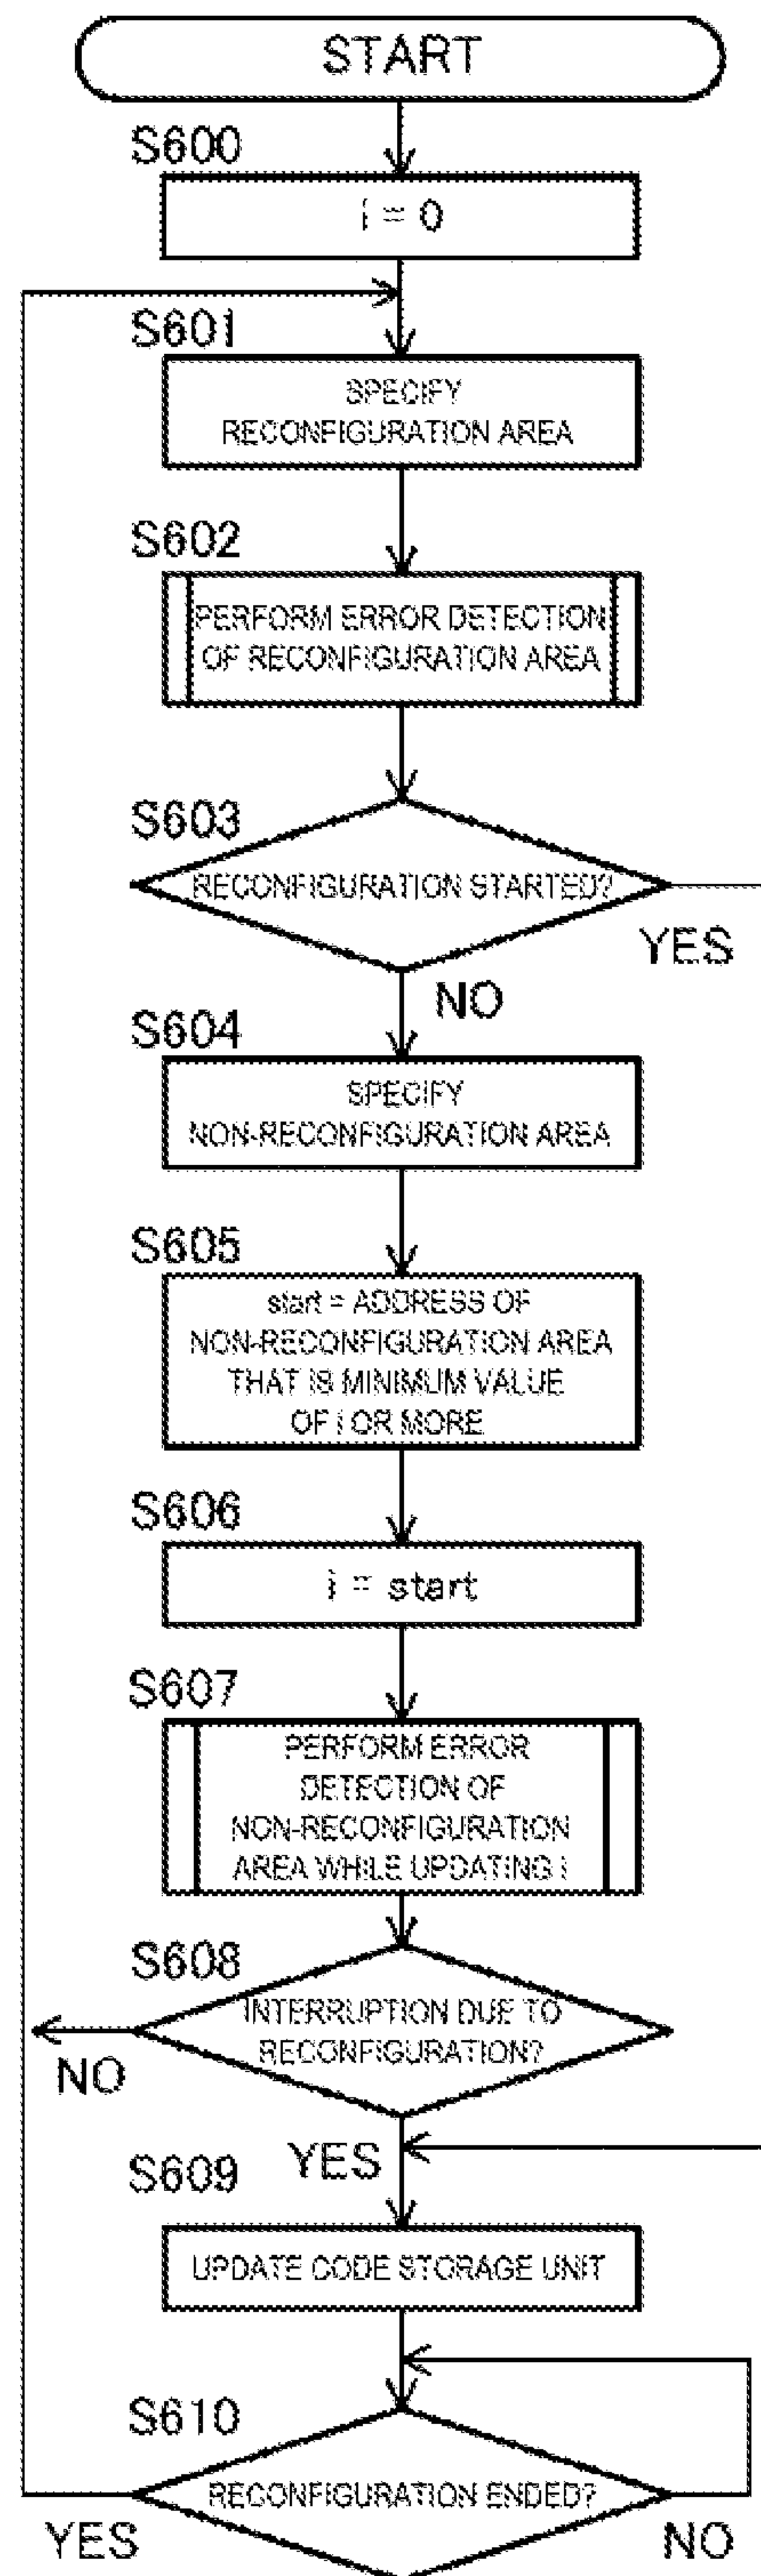 START
S600
i = 0
S601
SPECIFY
RECONFIGURATION AREA
S602
PERFORM ERROR DETECTION
OF RECONFIGURATION AREA
S603
RECONFIGURATION STARTED?
YES
NO
S604
SPECIFY
NON-RECONFIGURATION AREA
S605
start = ADDRESS OF
NON-RECONFIGURATION AREA
THAT IS MINIMUM VALUE
OF i OR MORE
S606
i = start
S607
PERFORM ERROR
DETECTION OF
NON-RECONFIGURATION
AREA WHILE UPDATING i
S608
INTERRUPTION DUE TO
RECONFIGURATION?
NO
YES
S609
UPDATE CODE STORAGE UNIT
S610
RECONFIGURATION ENDED?
YES
NO